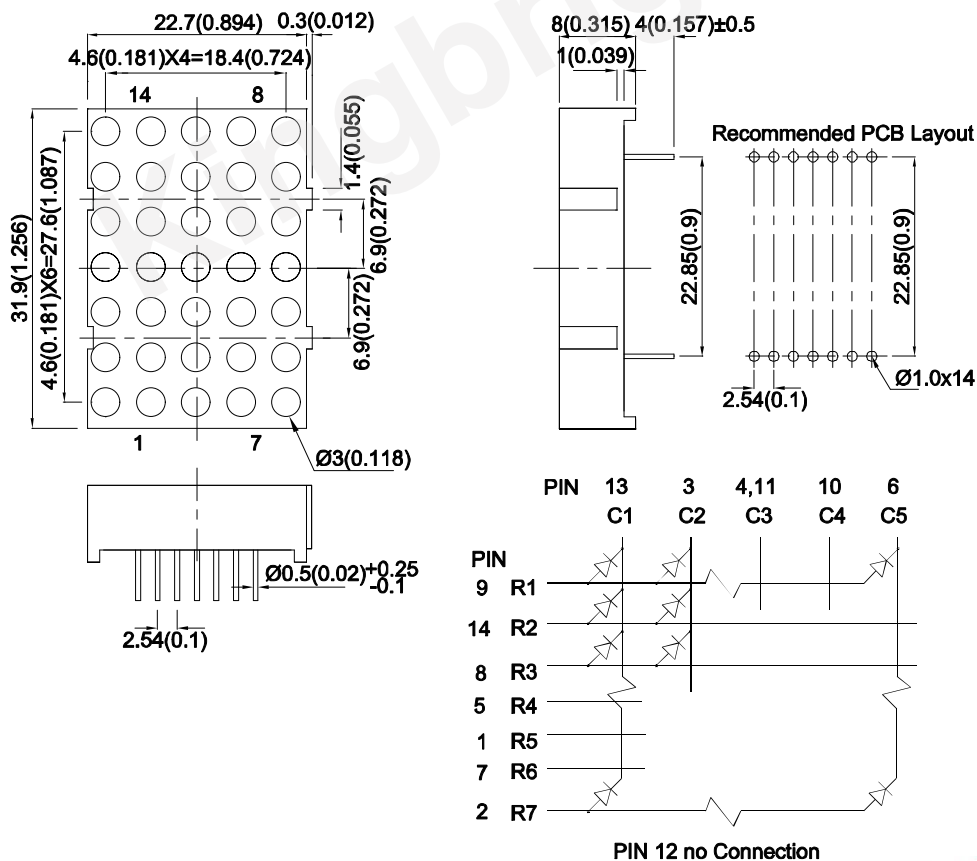 22.7(0.894)
0.3(0.012)
4.6(0.181)X4=18.4(0.724)
14
8
1.4(0.055)
6.9(0.272)
6.9(0.272)
31.9(1.256)
4.6(0.181)X6=27.6(1.087)
1
7
Ø3(0.118)
8(0.315)
4(0.157)±0.5
1(0.039)
22.85(0.9)
Recommended PCB Layout
22.85(0.9)
Ø1.0x14
2.54(0.1)
Ø0.5(0.02)+0.25
-0.1
2.54(0.1)
PIN 13 3 4,11 10 6
C1 C2 C3 C4 C5
PIN
9 R1
14 R2
8 R3
5 R4
1 R5
7 R6
2 R7
PIN 12 no Connection
Kingbrig